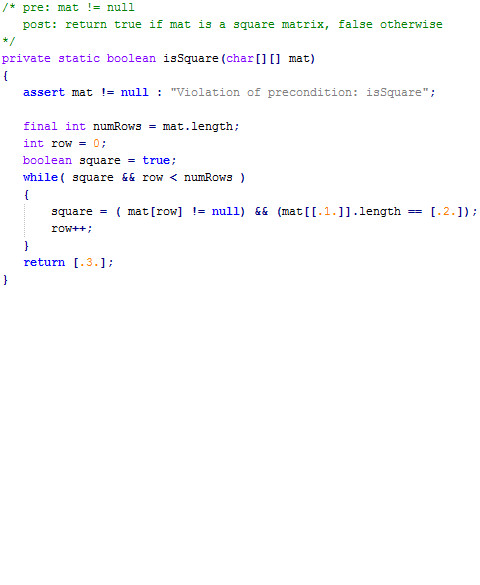 /* pre: mat != null
post: return true if mat is a square matrix, false otherwise
*/
private static boolean isSquare(char[][] mat)
{
assert mat != null : "Violation of precondition: isSquare";
final int numRows = mat.length;
int row = 0;
boolean square = true;
while( square && row < numRows )
{
square = ( mat[row] != null) && (mat[[.1.]].length == [.2.]);
row++;
}
return [.3.];
}